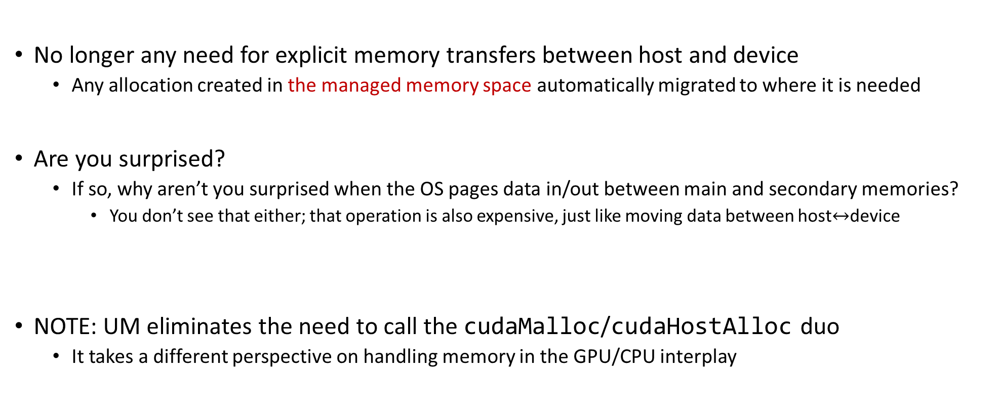 • No longer any need for explicit memory transfers between host and device
• Any allocation created in the managed memory space automatically migrated to where it is needed
• Are you surprised?
• If so, why aren’t you surprised when the OS pages data in/out between main and secondary memories?
• You don’t see that either; that operation is also expensive, just like moving data between host↔device
• NOTE: UM eliminates the need to call the cudaMalloc/cudaHostAlloc duo
• It takes a different perspective on handling memory in the GPU/CPU interplay